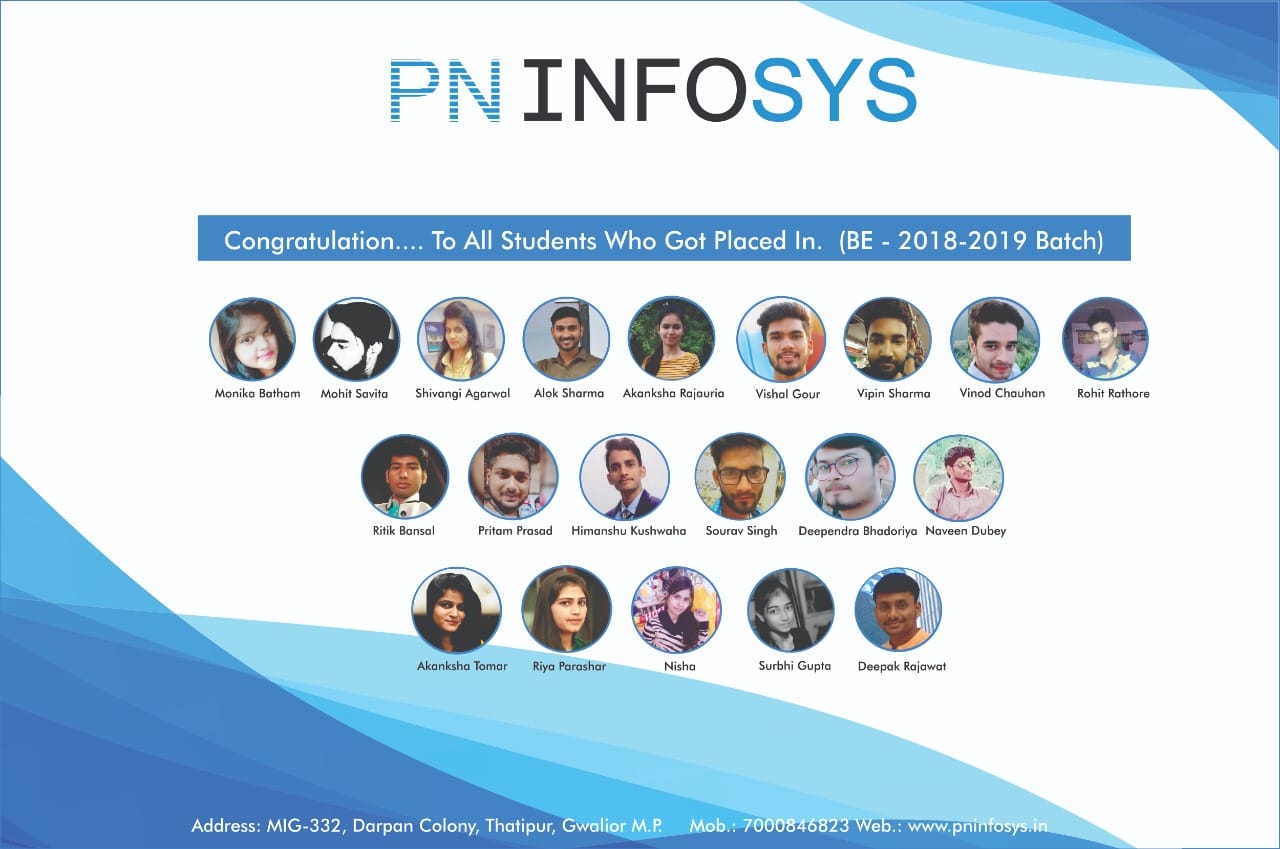 PN INFOSYS
Congratulation.... To All Students Who Got Placed In. (BE - 2018-2019 Batch)
Monika Batham Mohit Savita Shivangi Agarwal Alok Sharma Akanksha Rajauria Vishal Gour Vipin Sharma Vinod Chauhan Rohit Rathore
Ritik Bansal Pritam Prasad Himanshu Kushwaha Sourav Singh Deependra Bhadoriya Naveen Dubey
Akanksha Tomar Riya Parashar Nisha Surbhi Gupta Deepak Rajawat
Address: MIG-332, Darpan Colony, Thatipur, Gwalior M.P. Mob.: 7000846823 Web.: www.pninfosys.in